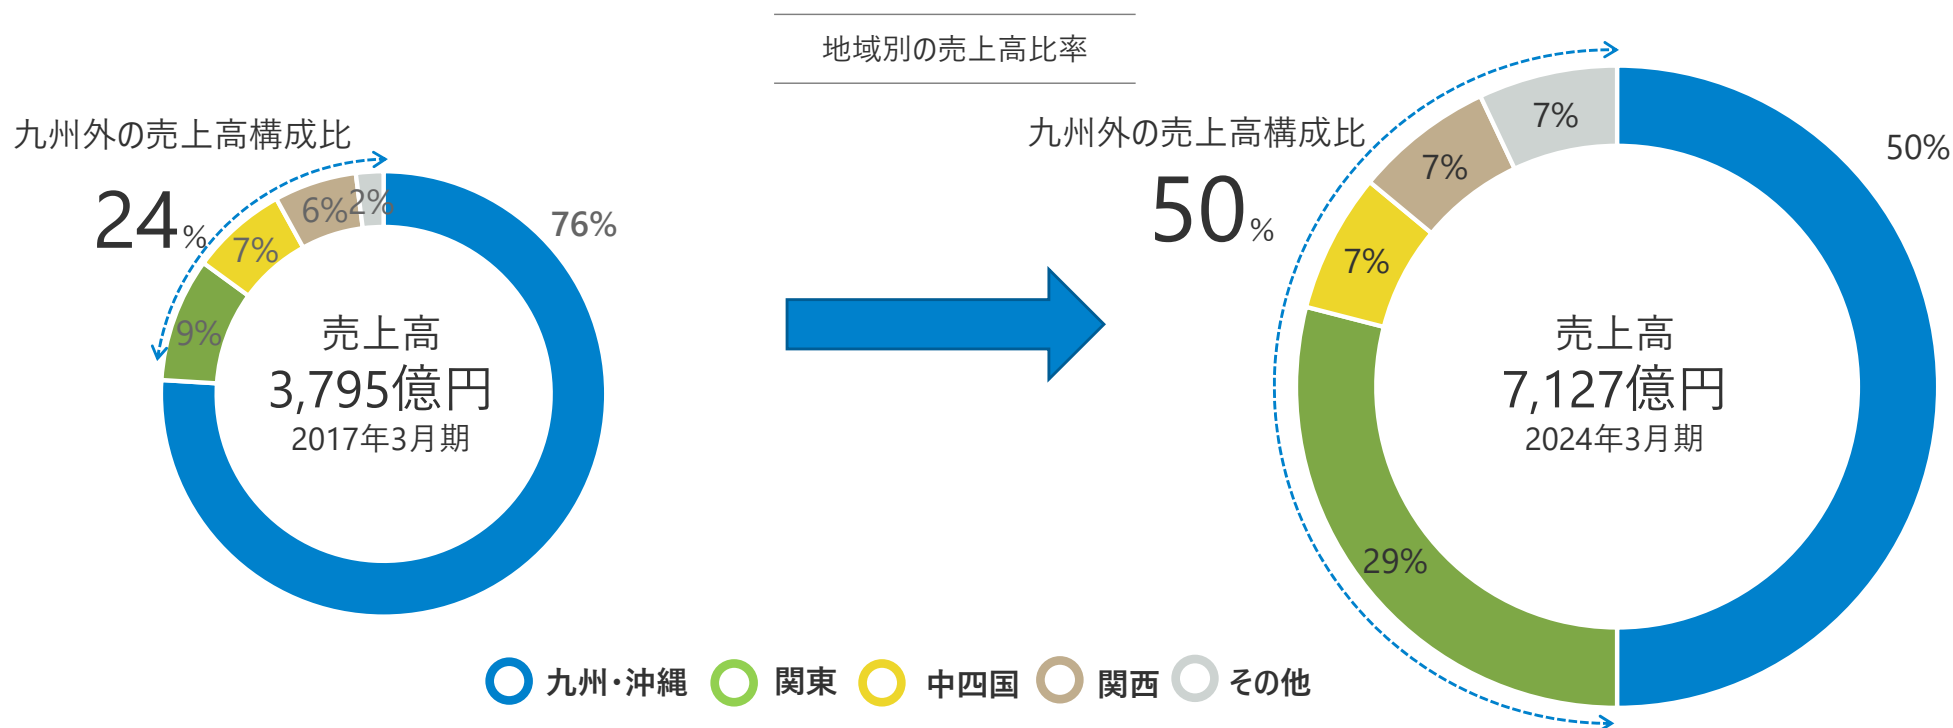 地域別の売上高比率
九州外の売上高構成比
24%
76%
2%
6%
7%
9%
売上高
3,795億円
2017年3月期
九州外の売上高構成比
50%
50%
7%
7%
7%
29%
売上高
7,127億円
2024年3月期
九州・沖縄 関東 中四国 関西 その他